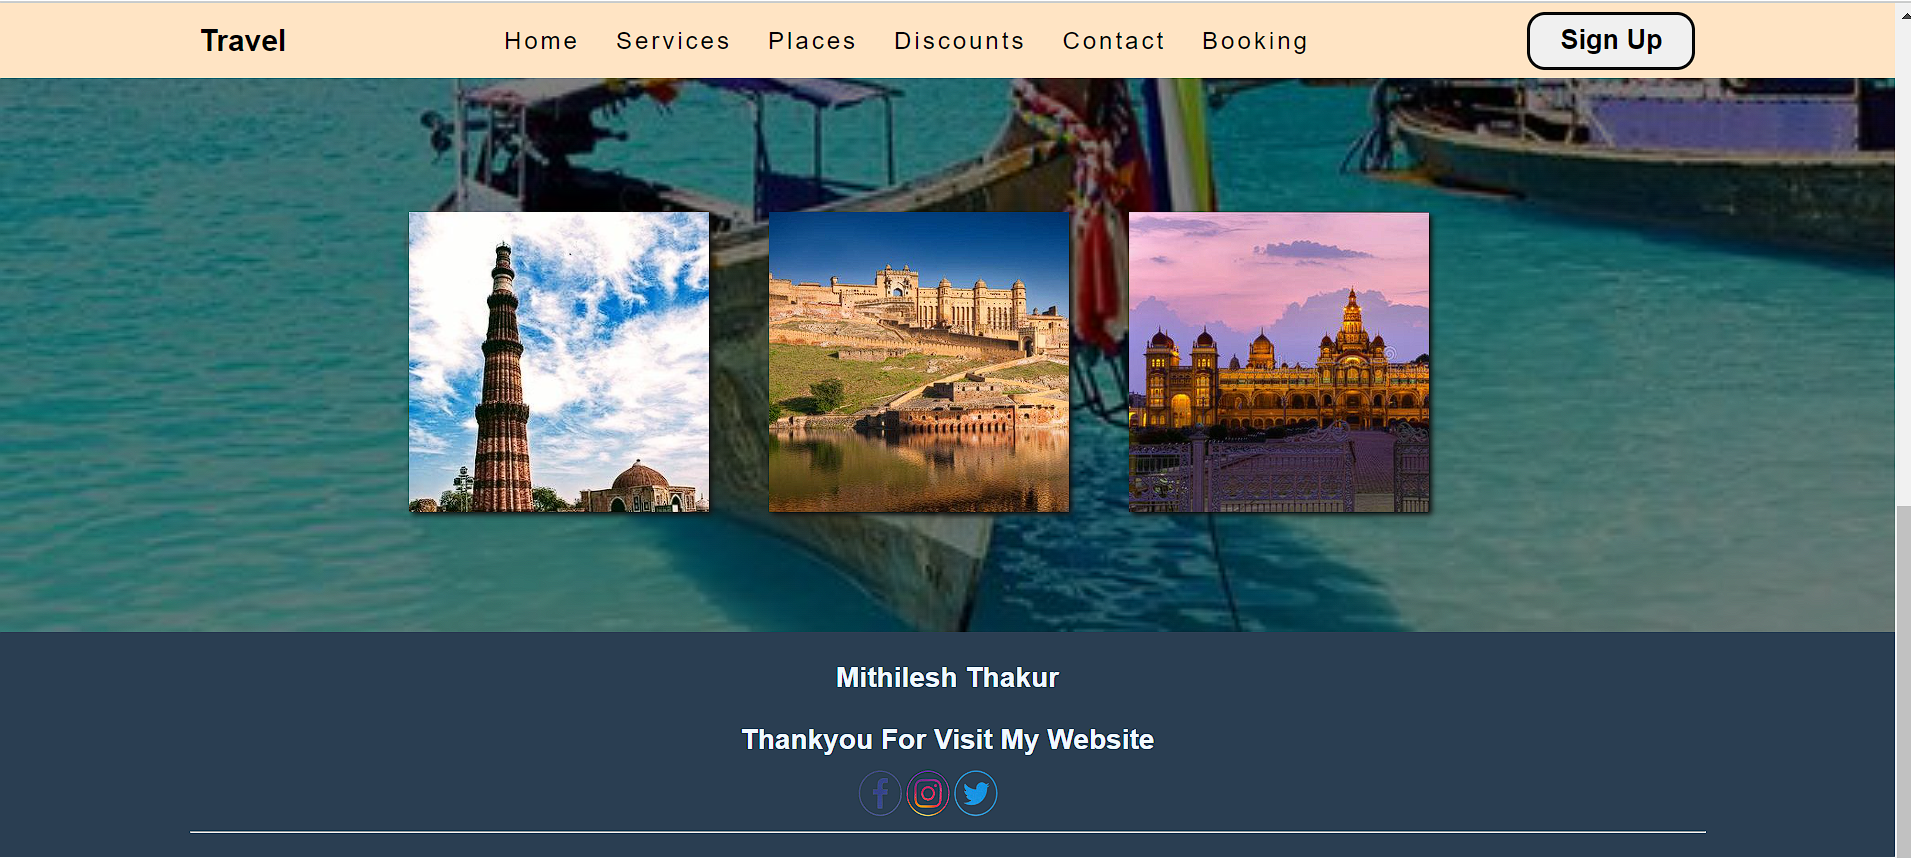 Travel Home Services Places Discounts Contact Booking Sign Up
Mithilesh Thakur
Thankyou For Visit My Website